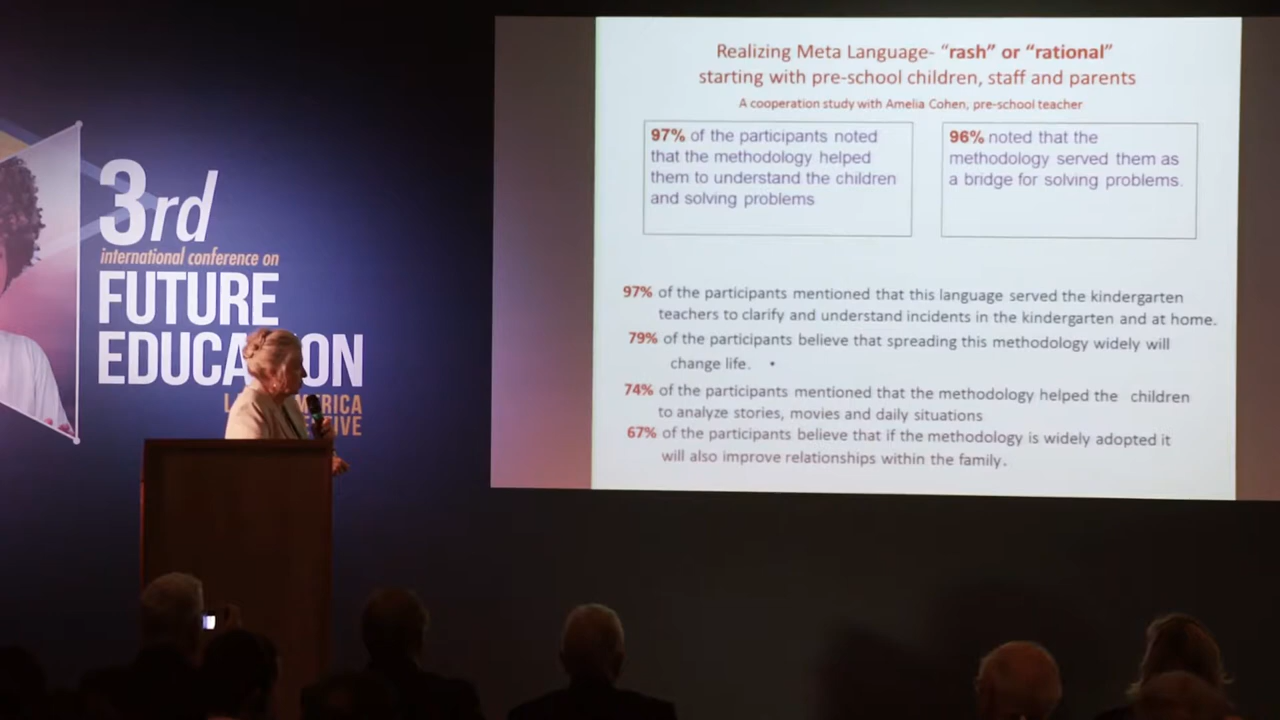 3rd
international conference on
FUTURE
EDUCA ON
L M RICA
TIVE
Realizing Meta Language- “rash” or “rational”
starting with pre-school children, staff and parents
A cooperation study with Amelia Cohen, pre-school teacher
97% of the participants noted
that the methodology helped
them to understand the children
and solving problems
96% noted that the
methodology served them as
a bridge for solving problems.
97% of the participants mentioned that this language served the kindergarten
teachers to clarify and understand incidents in the kindergarten and at home.
79% of the participants believe that spreading this methodology widely will
change life. •
74% of the participants mentioned that the methodology helped the children
to analyze stories, movies and daily situations
67% of the participants believe that if the methodology is widely adopted it
will also improve relationships within the family.